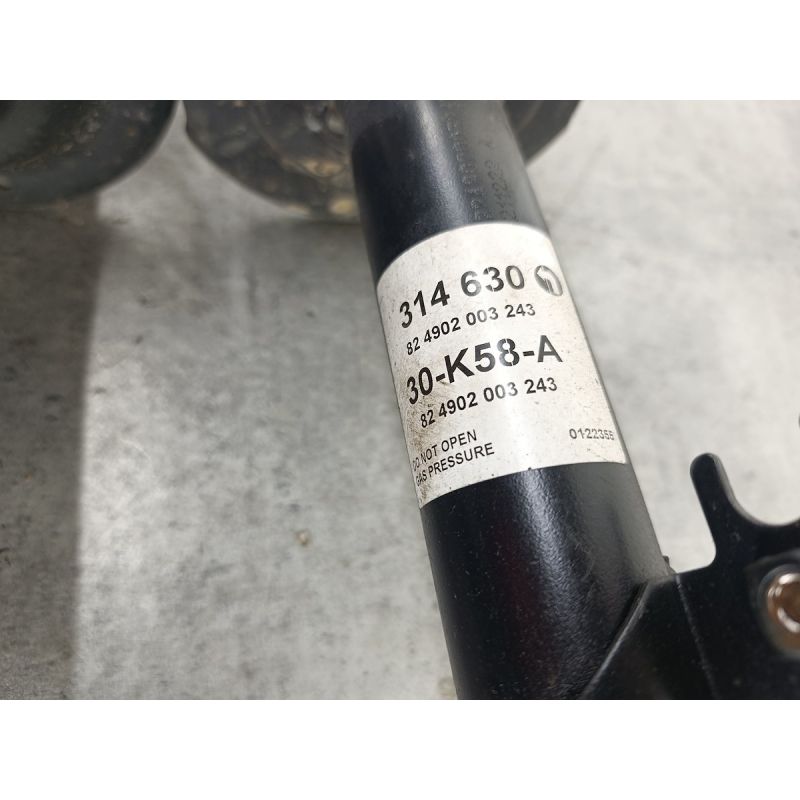 314 630
82 4902 003 243
30-K58-A
82 4902 003 243
DO NOT OPEN
GAS PRESSURE
0122355